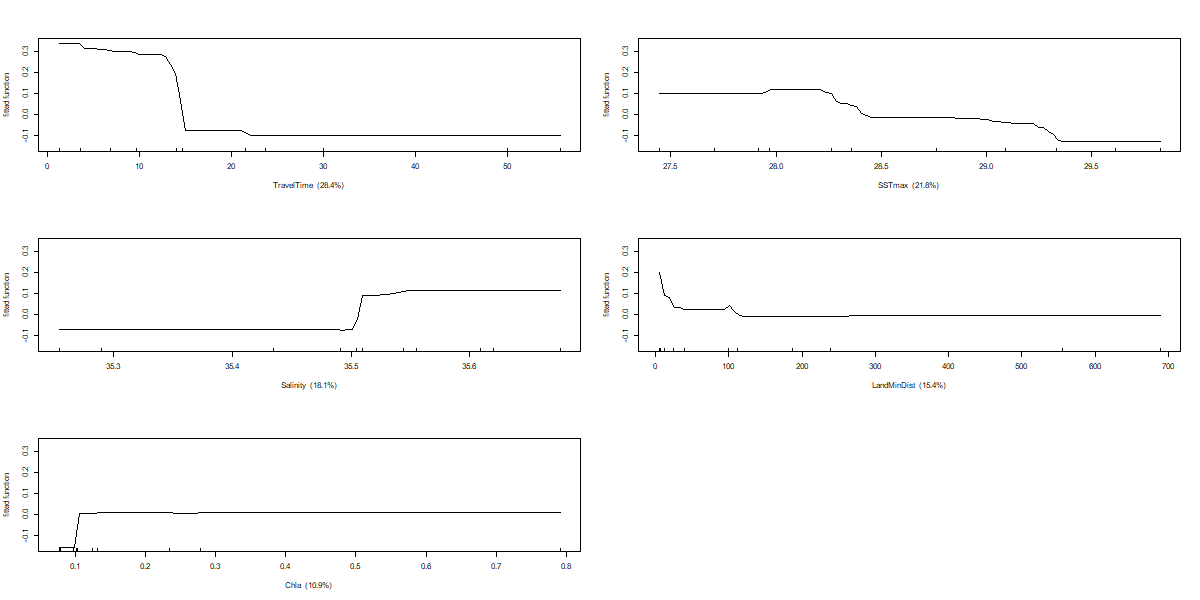 0.3
0.2
0.1
0.0
-0.1
fitted function
0 10 20 30 40 50
TravelTime (28.4%)
0.3
0.2
0.1
0.0
-0.1
fitted function
27.5 28.0 28.5 29.0 29.5
SSTmax (21.8%)
0.3
0.2
0.1
0.0
-0.1
fitted function
35.3 35.4 35.5 35.6
Salinity (18.1%)
0.3
0.2
0.1
0.0
-0.1
fitted function
0 100 200 300 400 500 600 700
LandMinDist (15.4%)
0.3
0.2
0.1
0.0
-0.1
fitted function
0.1 0.2 0.3 0.4 0.5 0.6 0.7 0.8
Chla (10.9%)